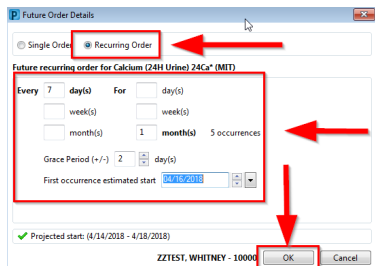 Future Order Details
Single Order Recurring Order
Future recurring order for Calcium (24H Urine) 24Ca* (MIT)
Every 7 day(s) For day(s)
week(s) week(s)
month(s) 1 month(s) 5 occurrences
Grace Period (+/-) 2 day(s)
First occurrence estimated start 04/16/2018
Projected start: (4/14/2018 - 4/18/2018)
ZZTEST, WHITNEY - 10000 OK Cancel